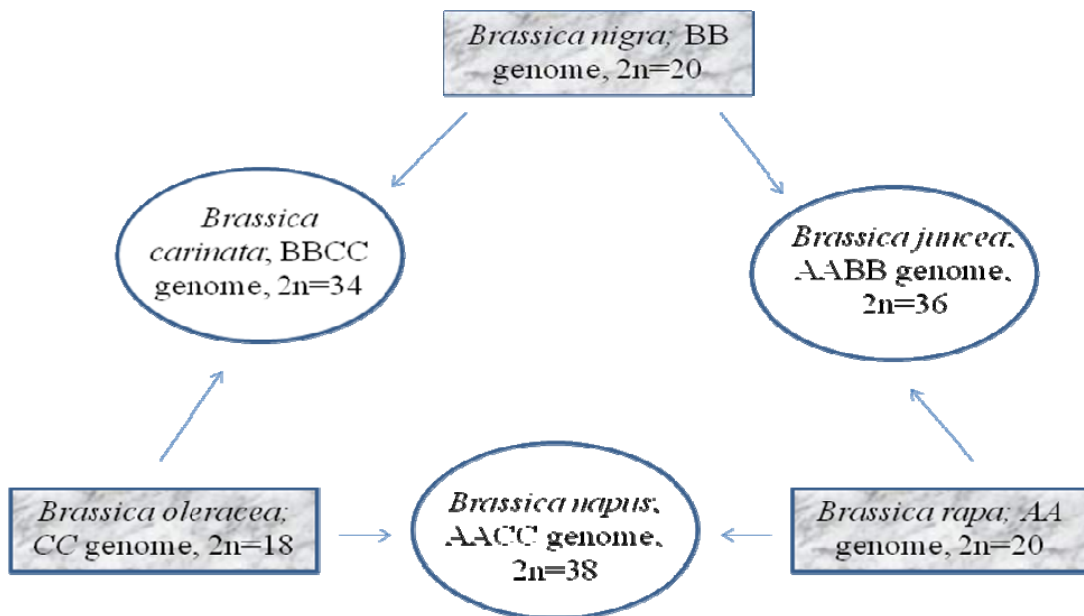 Brassica nigra; BB
genome, 2n=20
Brassica
carinata; BBCC
genome, 2n=34
Brassica juncea;
AABB genome,
2n=36
Brassica oleracea;
CC genome, 2n=18
Brassica napus;
AACC genome,
2n=38
Brassica rapa; AA
genome, 2n=20